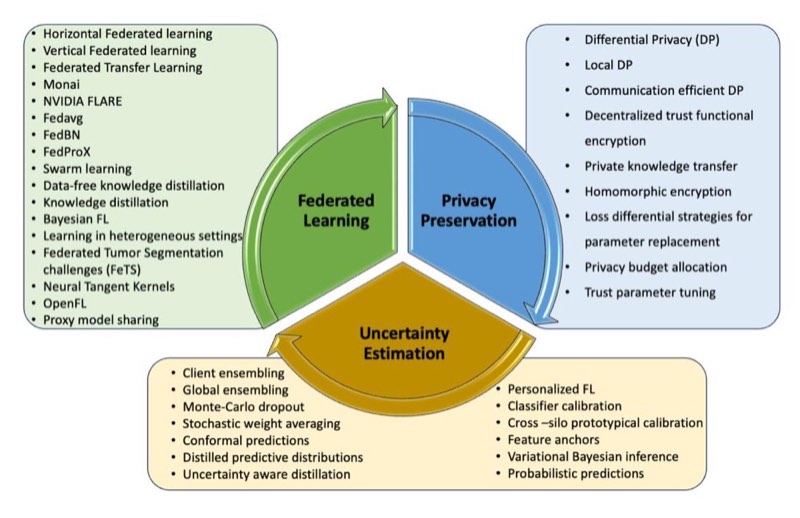 • Horizontal Federated learning
• Vertical Federated learning
• Federated Transfer Learning
• Monai
• NVIDIA FLARE
• Fedavg
• FedBN
• FedProX
• Swarm learning
• Data-free knowledge distillation
• Knowledge distillation
• Bayesian FL
• Learning in heterogeneous settings
• Federated Tumor Segmentation
challenges (FeTS)
• Neural Tangent Kernels
• OpenFL
• Proxy model sharing
Federated
Learning
Privacy
Preservation
• Differential Privacy (DP)
• Local DP
• Communication efficient DP
• Decentralized trust functional
encryption
• Private knowledge transfer
• Homomorphic encryption
• Loss differential strategies for
parameter replacement
• Privacy budget allocation
• Trust parameter tuning
Uncertainty
Estimation
• Client ensembling
• Global ensembling
• Monte-Carlo dropout
• Stochastic weight averaging
• Conformal predictions
• Distilled predictive distributions
• Uncertainty aware distillation
• Personalized FL
• Classifier calibration
• Cross –silo prototypical calibration
• Feature anchors
• Variational Bayesian inference
• Probabilistic predictions